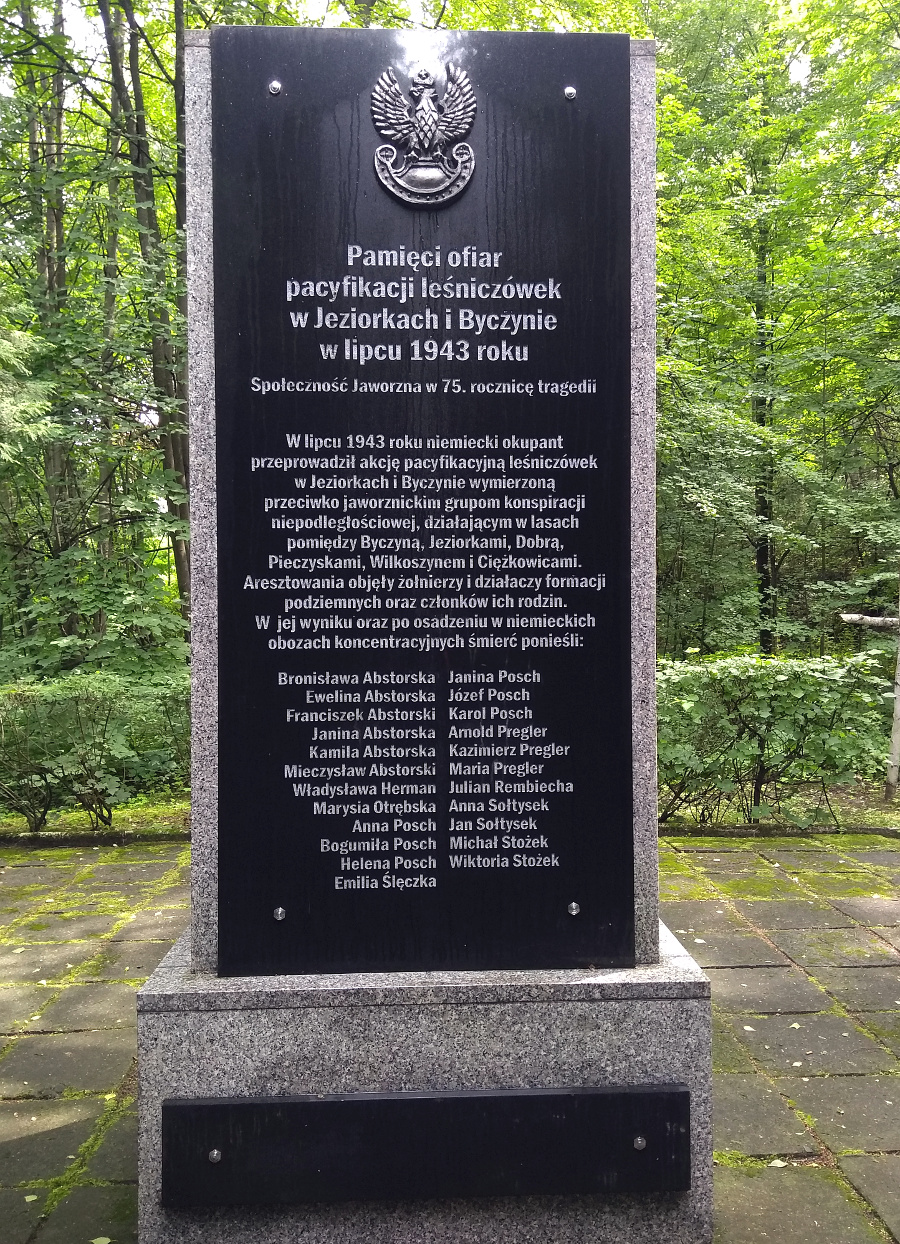 Pamięci ofiar
pacyfikacji leśniczówek
w Jeziorkach i Byczynie
w lipcu 1943 roku
Społeczność Jaworzna w 75. rocznicę tragedii
W lipcu 1943 roku niemiecki okupant
przeprowadził akcję pacyfikacyjną leśniczówek
w Jeziorkach i Byczynie wymierzoną
przeciwko jaworznickim grupom konspiracji
niepodległościowej, działającym w lasach
pomiędzy Byczyną, Jeziorkami, Dobrą,
Pieczyskami, Wilkoszynem i Ciężkowicami.
Aresztowania objęły żołnierzy i działaczy formacji
podziemnych oraz członków ich rodzin.
W jej wyniku oraz po osadzeniu w niemieckich
obozach koncentracyjnych śmierć ponieśli:
Bronisława Abstorska
Ewelina Abstorska
Franciszek Abstorski
Janina Abstorska
Kamila Abstorska
Mieczysław Abstorski
Władysława Herman
Marysia Otrębska
Anna Posch
Bogumiła Posch
Helena Posch
Emilia Ślęczka
Janina Posch
Józef Posch
Karol Posch
Arnold Pregler
Kazimierz Pregler
Maria Pregler
Julian Rembiecha
Anna Sołtysek
Jan Sołtysek
Michał Stożek
Wiktoria Stożek